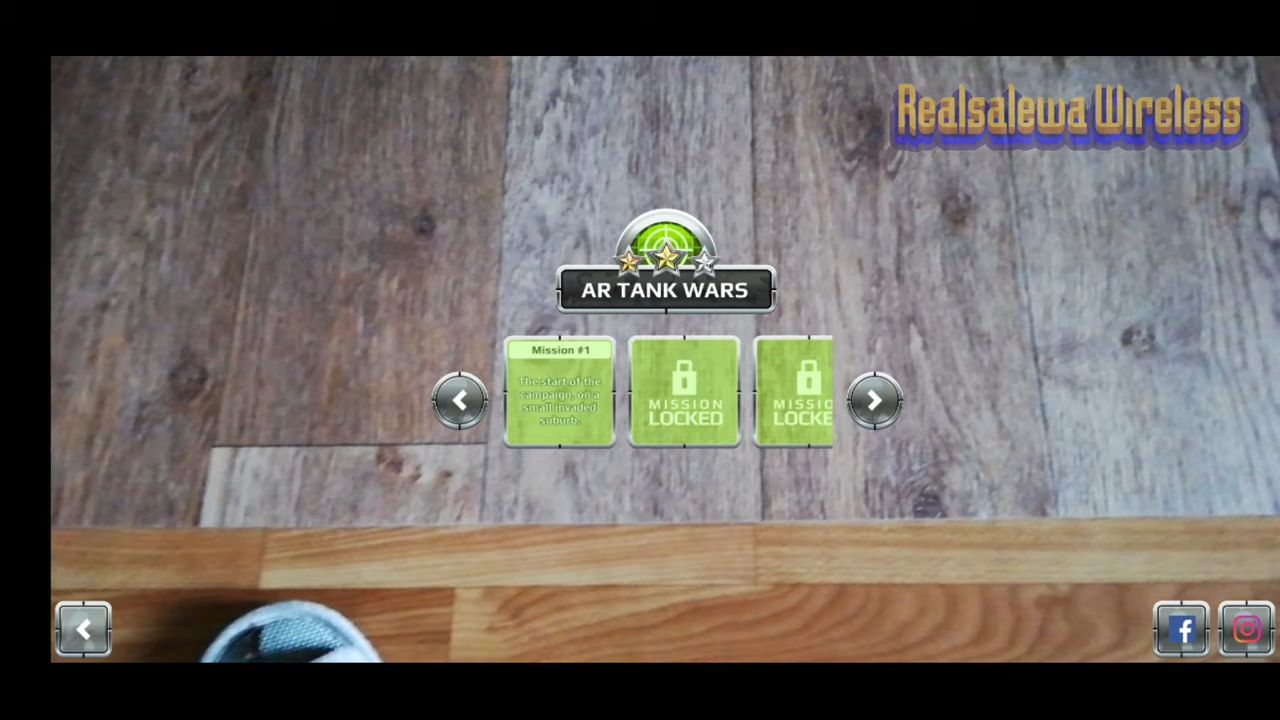 Realsalewa Wireless
AR TANK WARS
Mission #1
The start of the
campaign, on a
small invaded
suburb.
MISSION
LOCKED
MISSIO
LOCKE